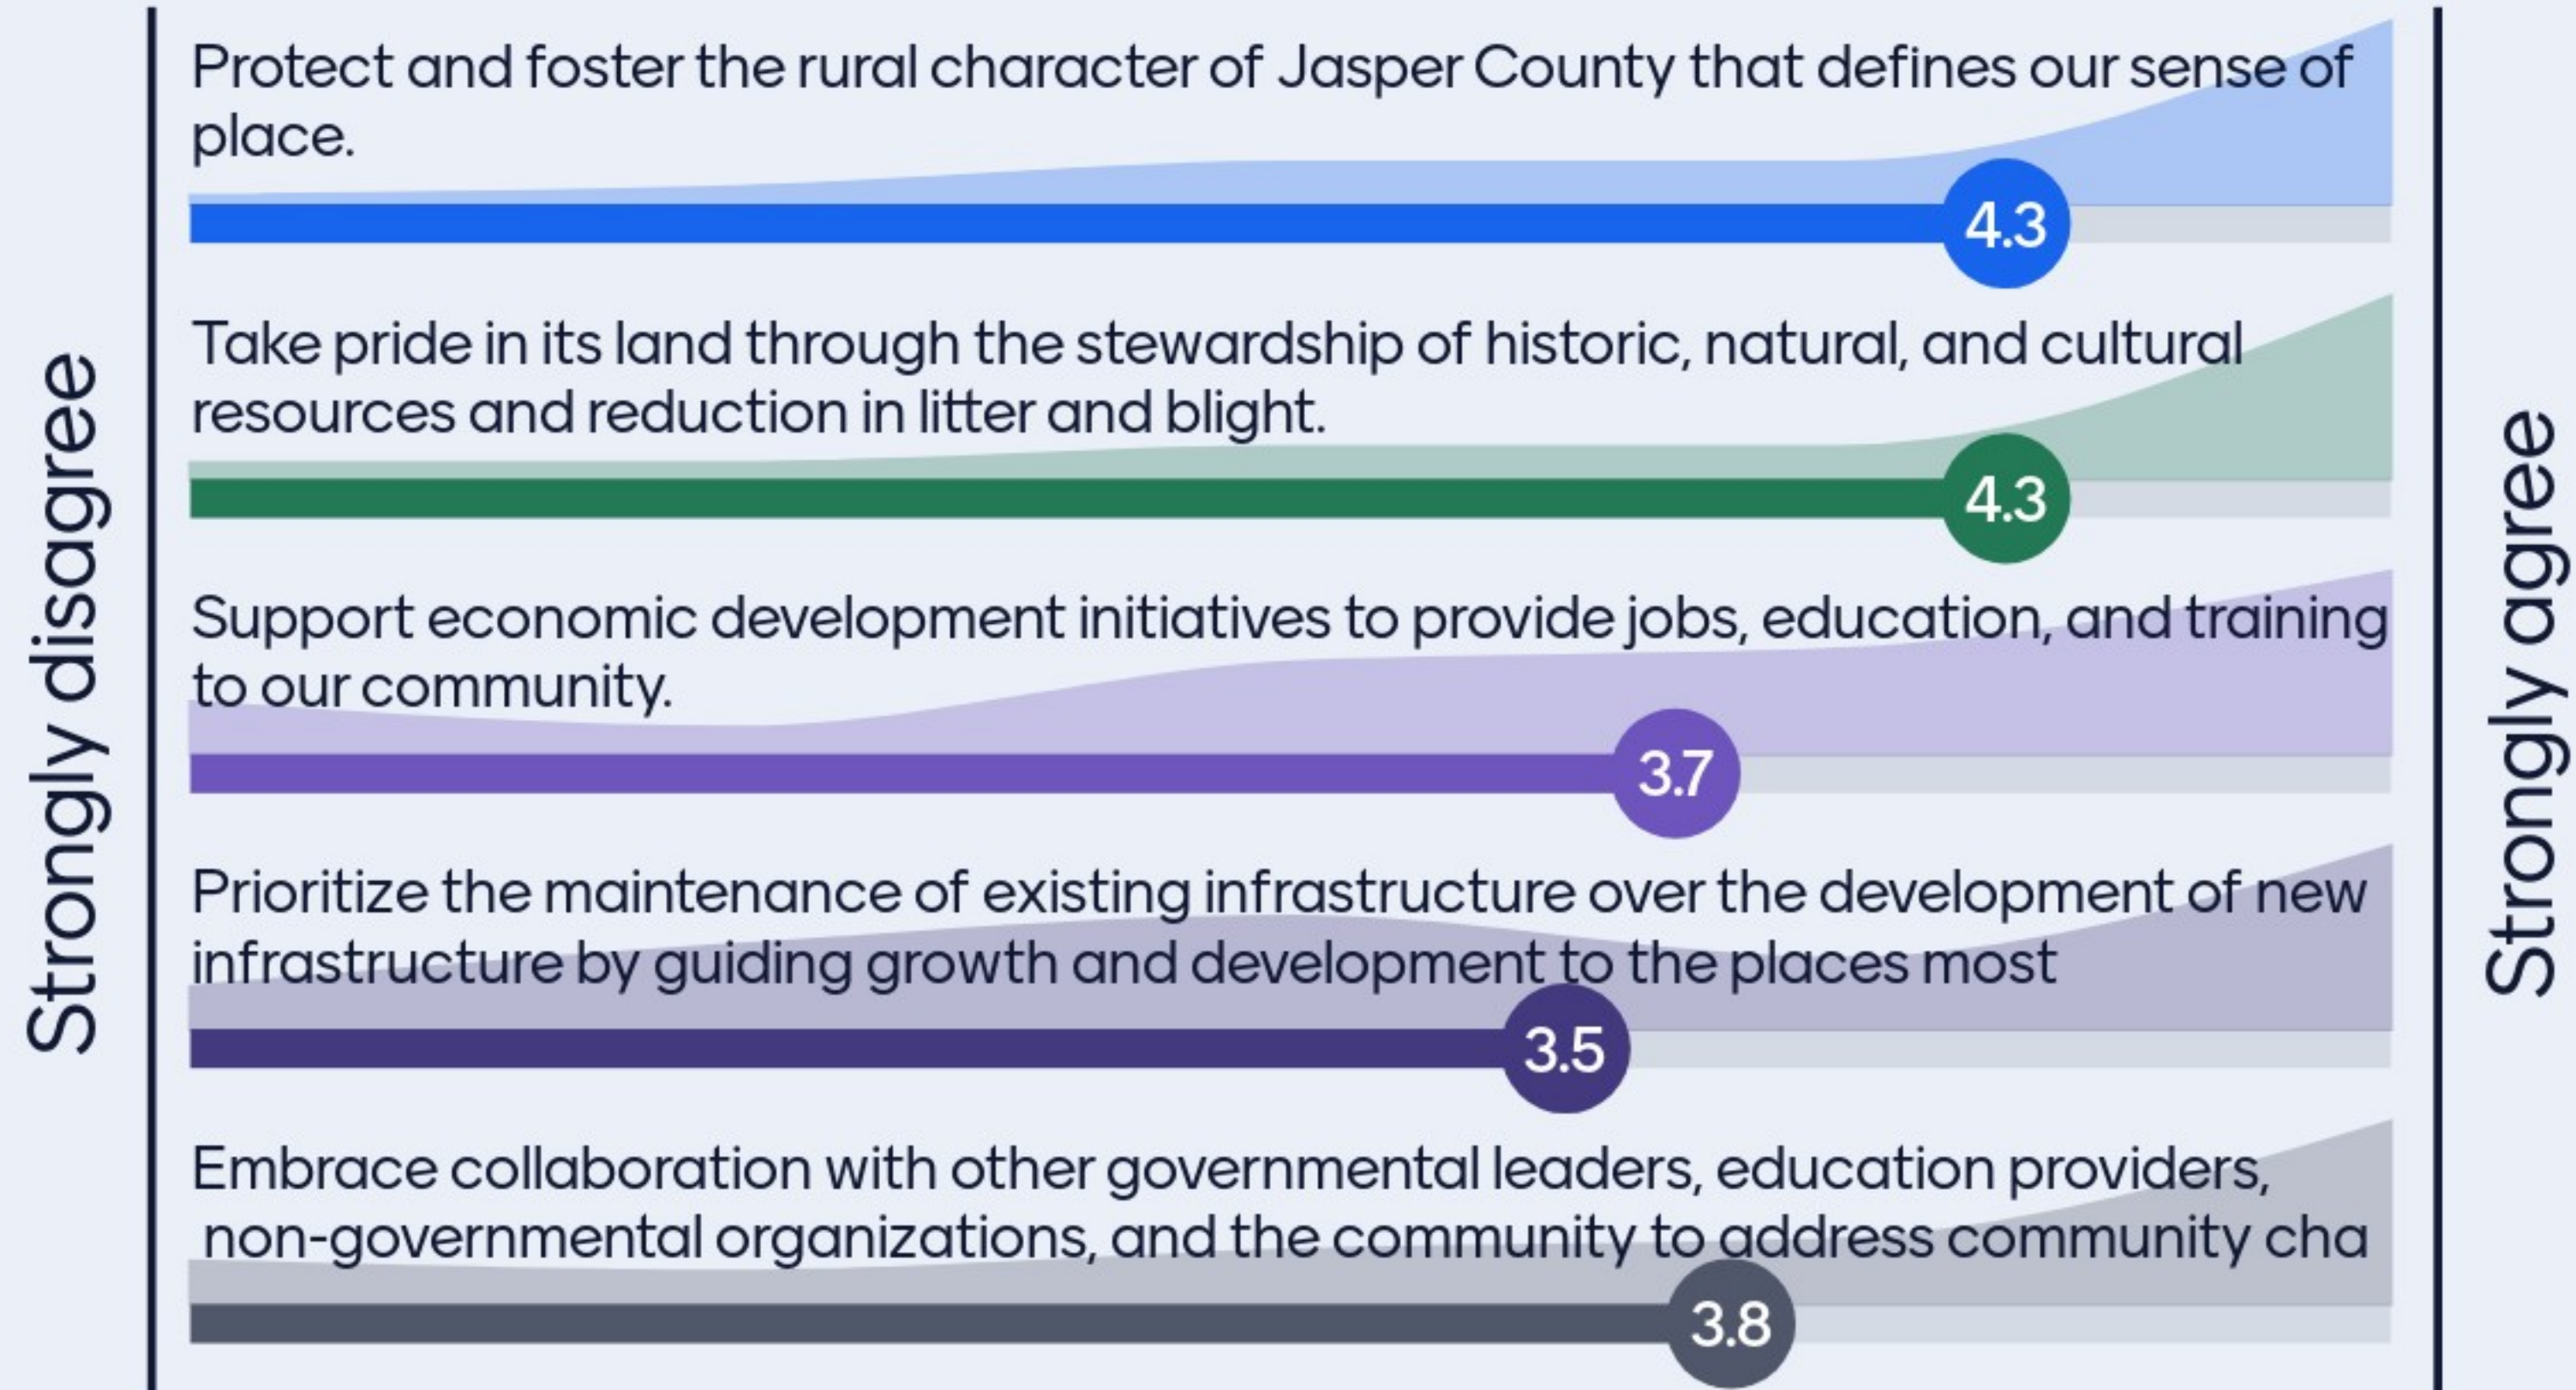 Strongly disagree
Protect and foster the rural character of Jasper County that defines our sense of
place.
4.3
Take pride in its land through the stewardship of historic, natural, and cultural
resources and reduction in litter and blight.
4.3
Support economic development initiatives to provide jobs, education, and training
to our community.
3.7
Prioritize the maintenance of existing infrastructure over the development of new
infrastructure by guiding growth and development to the places most
3.5
Embrace collaboration with other governmental leaders, education providers,
non-governmental organizations, and the community to address community cha
3.8
Strongly agree